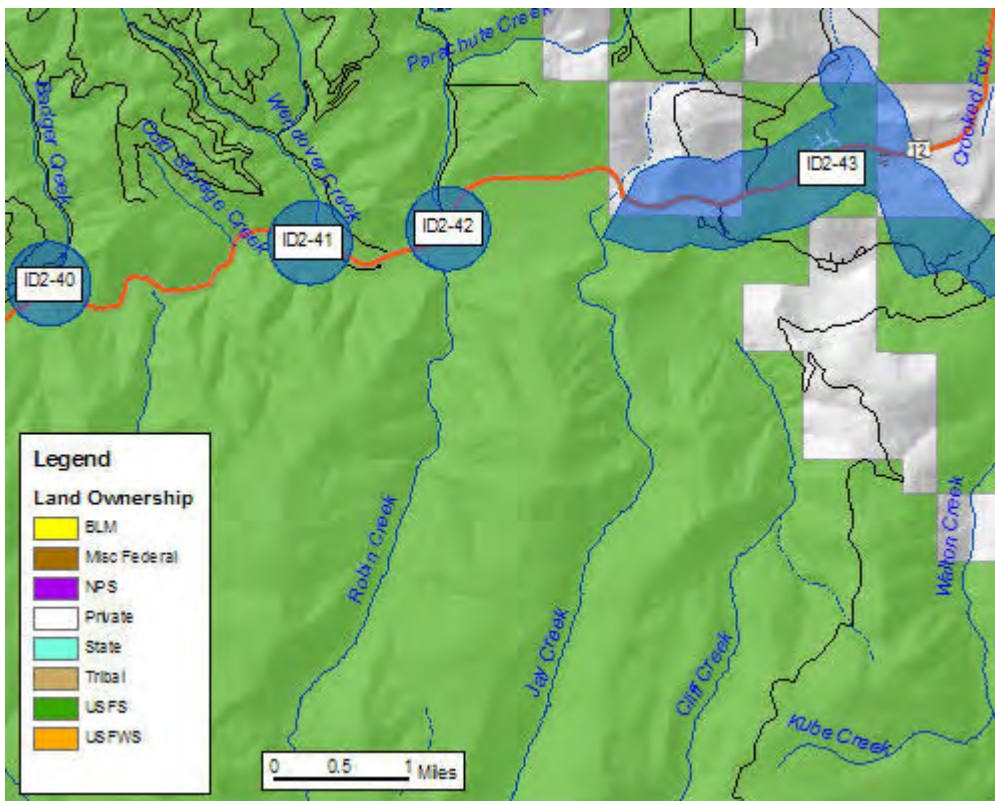 Parachute Creek
Badger Creek
Cold Storage Creek
Wendover Creek
Crooked Fork
12
ID2-43
ID2-42
ID2-41
ID2-40
Robin Creek
Jay Creek
Cliff Creek
Walton Creek
Kube Creek
Legend
Land Ownership
BLM
Misc Federal
NPS
Private
State
Tribal
USFS
USFWS
0 0.5 1 Miles